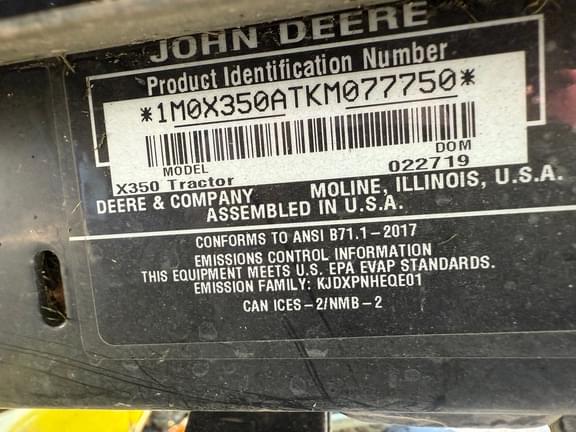 JOHN DEERE
Product Identification Number
*1M0X350ATKM077750*
MODEL DOM
X350 Tractor 022719
DEERE & COMPANY MOLINE, ILLINOIS, U.S.A.
ASSEMBLED IN U.S.A.
CONFORMS TO ANSI B71.1-2017
EMISSIONS CONTROL INFORMATION
THIS EQUIPMENT MEETS U.S. EPA EVAP STANDARDS.
EMISSION FAMILY: KJDXPNHEQE01
CAN ICES-2/NMB-2